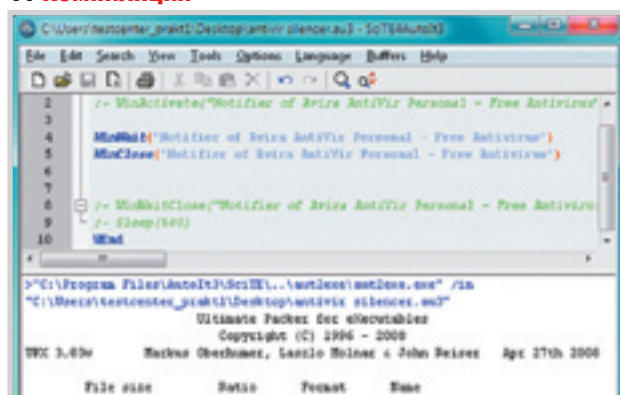 C:\Users\testcenter_prakt1\Desktop\antivir silencer.au3 - SciTE4AutoIt3
File Edit Search View Tools Options Language Buffers Help
2 ;- WinActivate("Notifier of Avira AntiVir Personal - Free Antivirus"
3
4 WinWait("Notifier of Avira AntiVir Personal - Free Antivirus")
5 WinClose("Notifier of Avira AntiVir Personal - Free Antivirus")
6
7
8 ;- WinWaitClose("Notifier of Avira AntiVir Personal - Free Antiviru
9 ;- Sleep(500)
10 WEnd
>"C:\Program Files\AutoIt3\SciTE\..\aut2exe\aut2exe.exe" /in
"C:\Users\testcenter_prakt1\Desktop\antivir silencer.au3"
Ultimate Packer for eXecutables
Copyright (C) 1996 - 2008
UPX 3.03w Markus Oberhumer, Laszlo Molnar & John Reiser Apr 27th 2008
File size Ratio Format Name